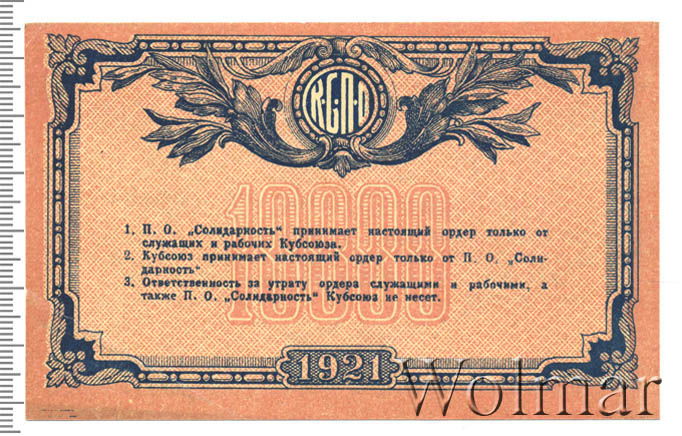 К.С.П.О
10000
1. П. О. „Солидарность“ принимает настоящий ордер только от
служащих и рабочих Кубсоюза.
2. Кубсоюз принимает настоящий ордер только от П. О. „Соли-
дарность“
3. Ответственность за утрату ордера служащими и рабочими, а
также П. О. „Солидарность“ Кубсоюз не несет.
10000
1921
Wolmar